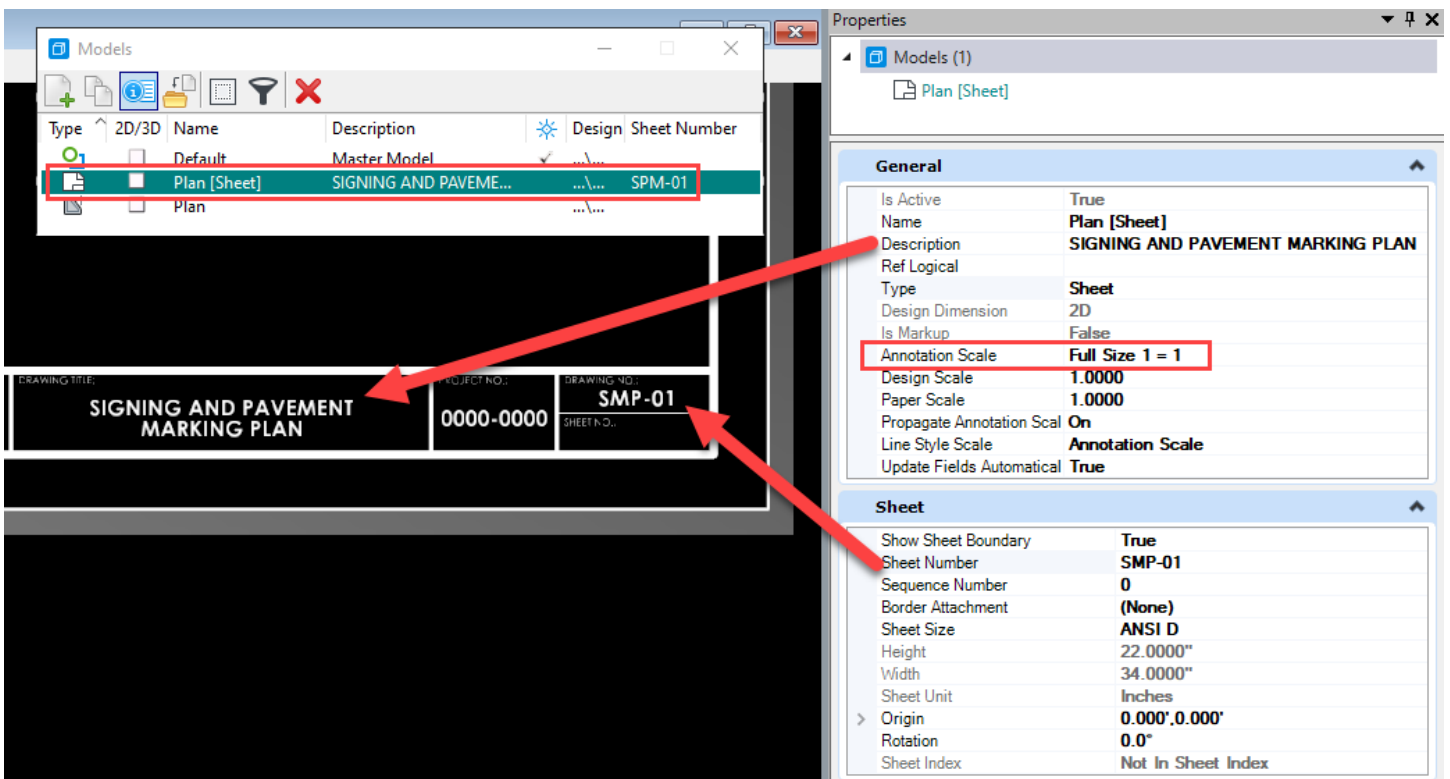 Models
Type 2D/3D Name Description Design Sheet Number
Default Master Model ...\...
Plan [Sheet] SIGNING AND PAVEME... ...\... SPM-01
Plan ...\...
DRAWING TITLE:
SIGNING AND PAVEMENT
MARKING PLAN
PROJECT NO.:
0000-0000
DRAWING NO.:
SMP-01
SHEET NO.:
Properties
Models (1)
Plan [Sheet]
General
Is Active True
Name Plan [Sheet]
Description SIGNING AND PAVEMENT MARKING PLAN
Ref Logical
Type Sheet
Design Dimension 2D
Is Markup False
Annotation Scale Full Size 1 = 1
Design Scale 1.0000
Paper Scale 1.0000
Propagate Annotation Scal On
Line Style Scale Annotation Scale
Update Fields Automatical True
Sheet
Show Sheet Boundary True
Sheet Number SMP-01
Sequence Number 0
Border Attachment (None)
Sheet Size ANSI D
Height 22.0000"
Width 34.0000"
Sheet Unit Inches
Origin 0.000',0.000'
Rotation 0.0°
Sheet Index Not In Sheet Index